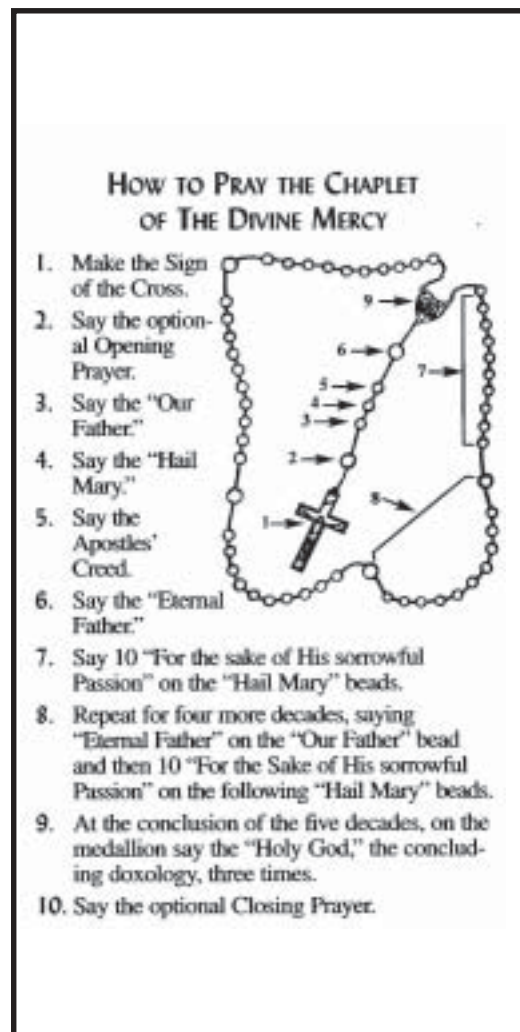 HOW TO PRAY THE CHAPLET
OF THE DIVINE MERCY
1. Make the Sign
of the Cross.
2. Say the option-
al Opening
Prayer.
3. Say the "Our
Father."
4. Say the "Hail
Mary."
5. Say the
Apostles'
Creed.
6. Say the "Eternal
Father."
7. Say 10 "For the sake of His sorrowful
Passion" on the "Hail Mary" beads.
8. Repeat for four more decades, saying
"Eternal Father" on the "Our Father" bead
and then 10 "For the Sake of His sorrowful
Passion" on the following "Hail Mary" beads.
9. At the conclusion of the five decades, on the
medallion say the "Holy God," the conclud-
ing doxology, three times.
10. Say the optional Closing Prayer.
9
6
7
5
4
3
2
8
1